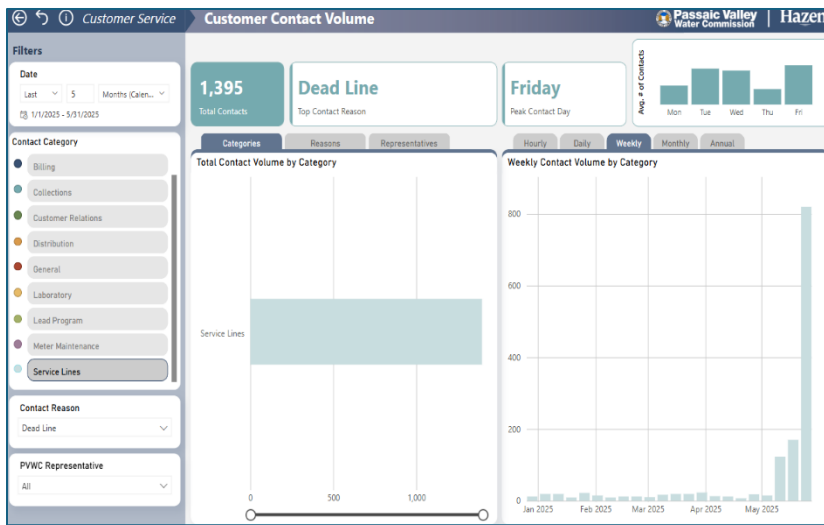 Customer Service
Customer Contact Volume
Passaic Valley
Water Commission
Hazen
Filters
Date
Last
5
Months (Calen...
1/1/2025 - 5/31/2025
Contact Category
Billing
Collections
Customer Relations
Distribution
General
Laboratory
Lead Program
Meter Maintenance
Service Lines
Contact Reason
Dead Line
PVWC Representative
All
1,395
Total Contacts
Dead Line
Top Contact Reason
Friday
Peak Contact Day
Avg. # of Contacts
Mon Tue Wed Thu Fri
Categories Reasons Representatives
Total Contact Volume by Category
Service Lines
0 500 1,000
Hourly Daily Weekly Monthly Annual
Weekly Contact Volume by Category
800
600
400
200
0
Jan 2025 Feb 2025 Mar 2025 Apr 2025 May 2025